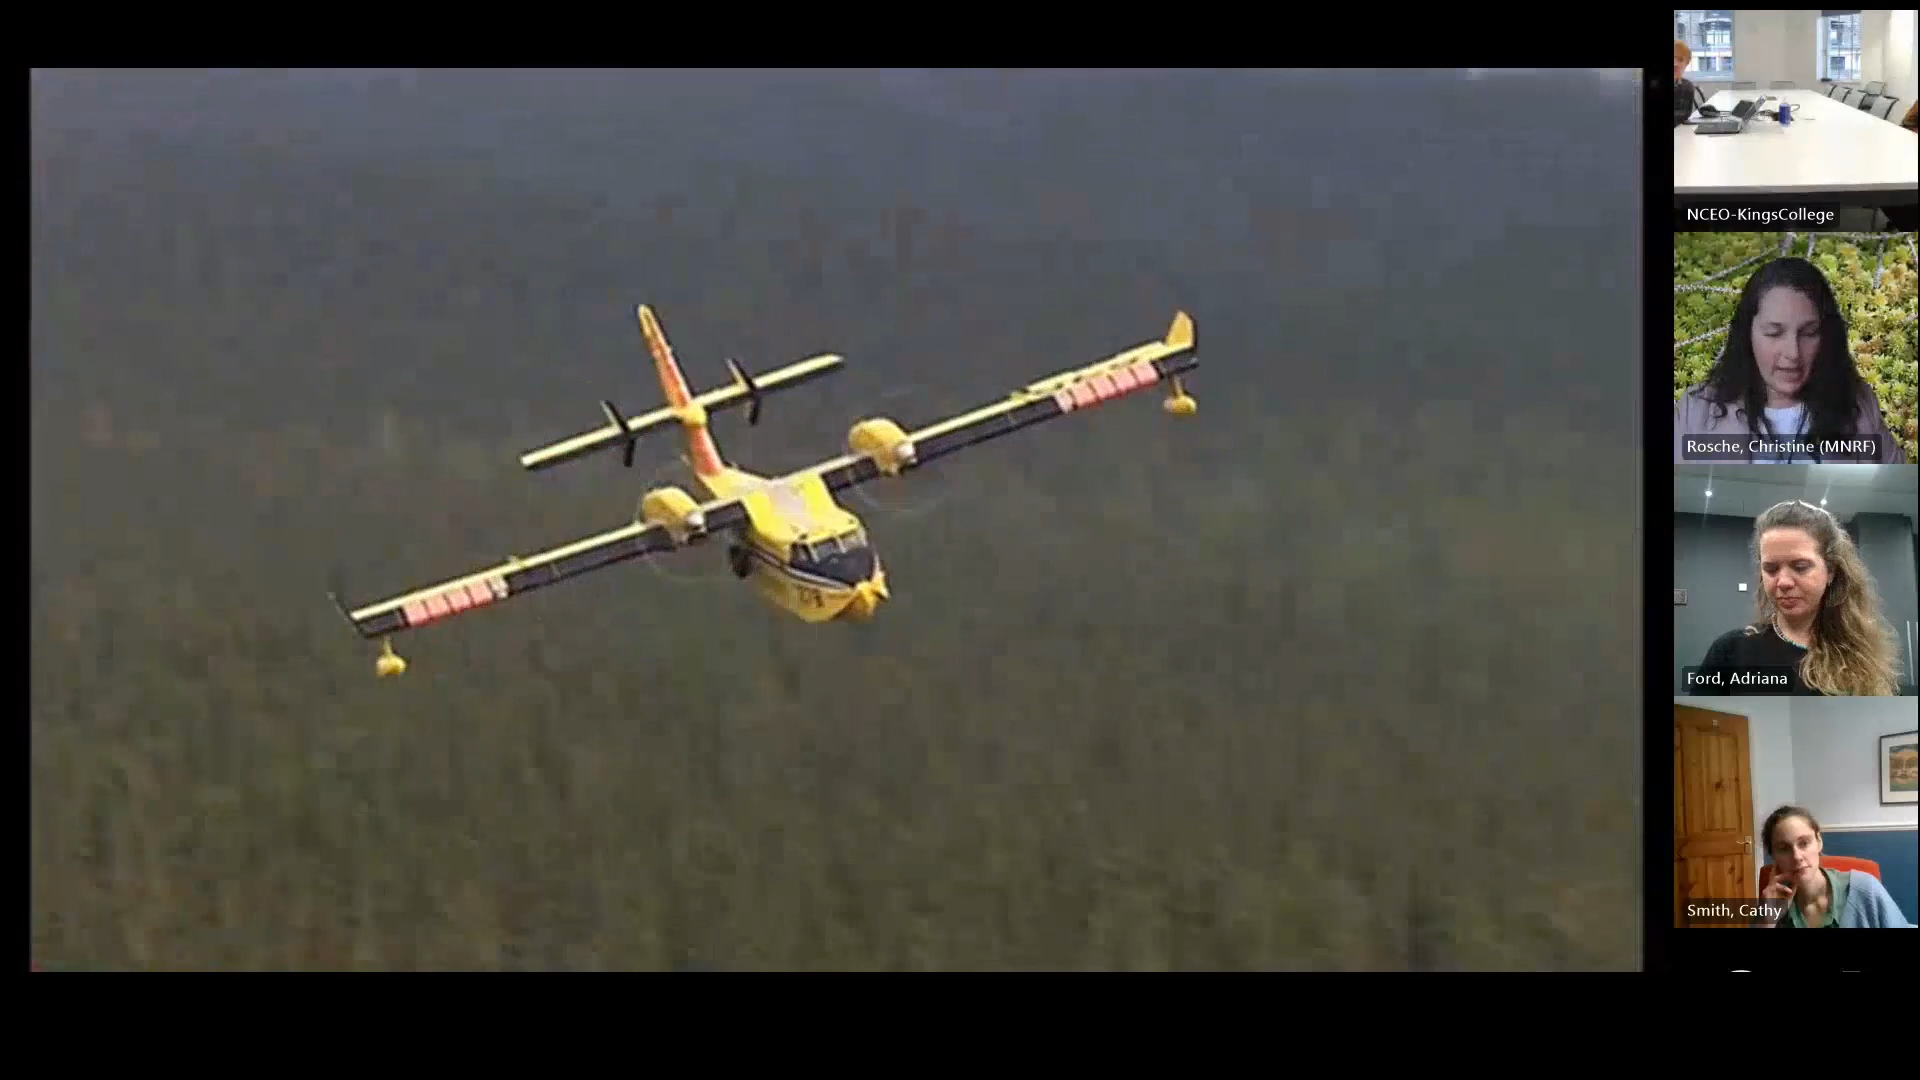 NCEO-KingsCollege
Rosche, Christine (MNRF)
Ford, Adriana
Smith, Cathy